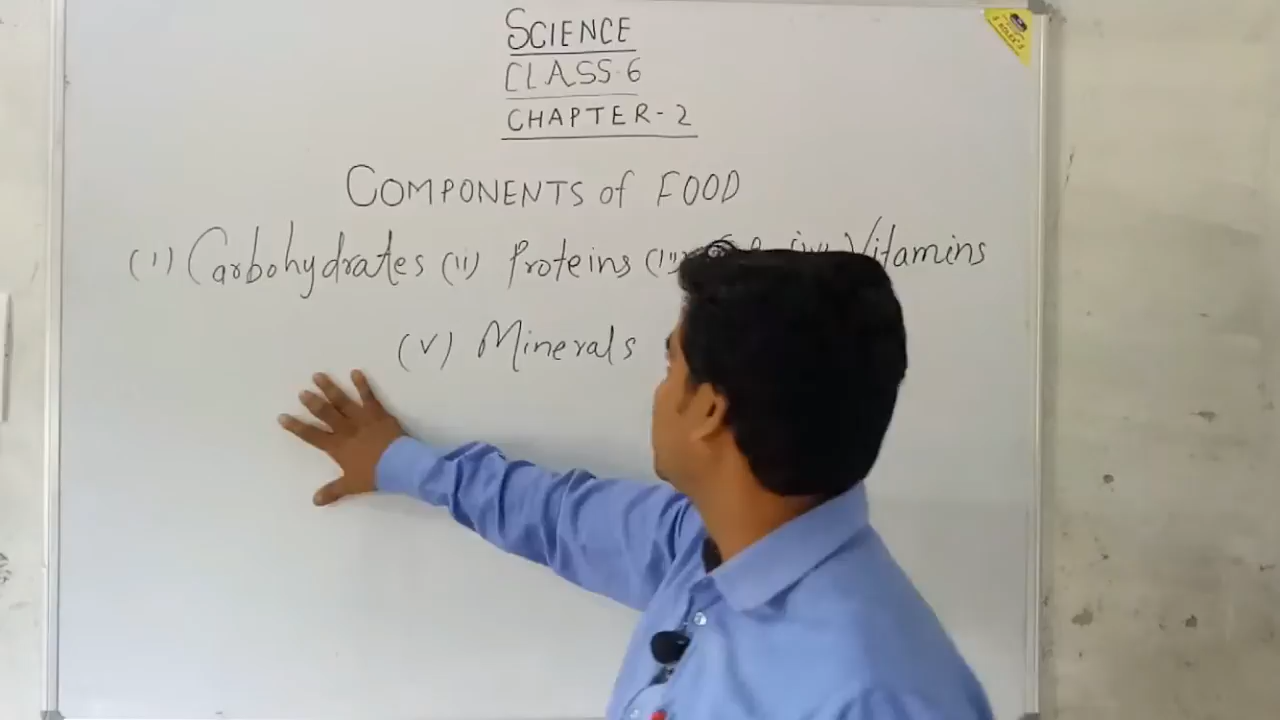 SCIENCE
CLASS-6
CHAPTER-2
COMPONENTS of FOOD
(i) Carbohydrates (ii) Proteins (iii) (iv) Vitamins
(v) Minerals